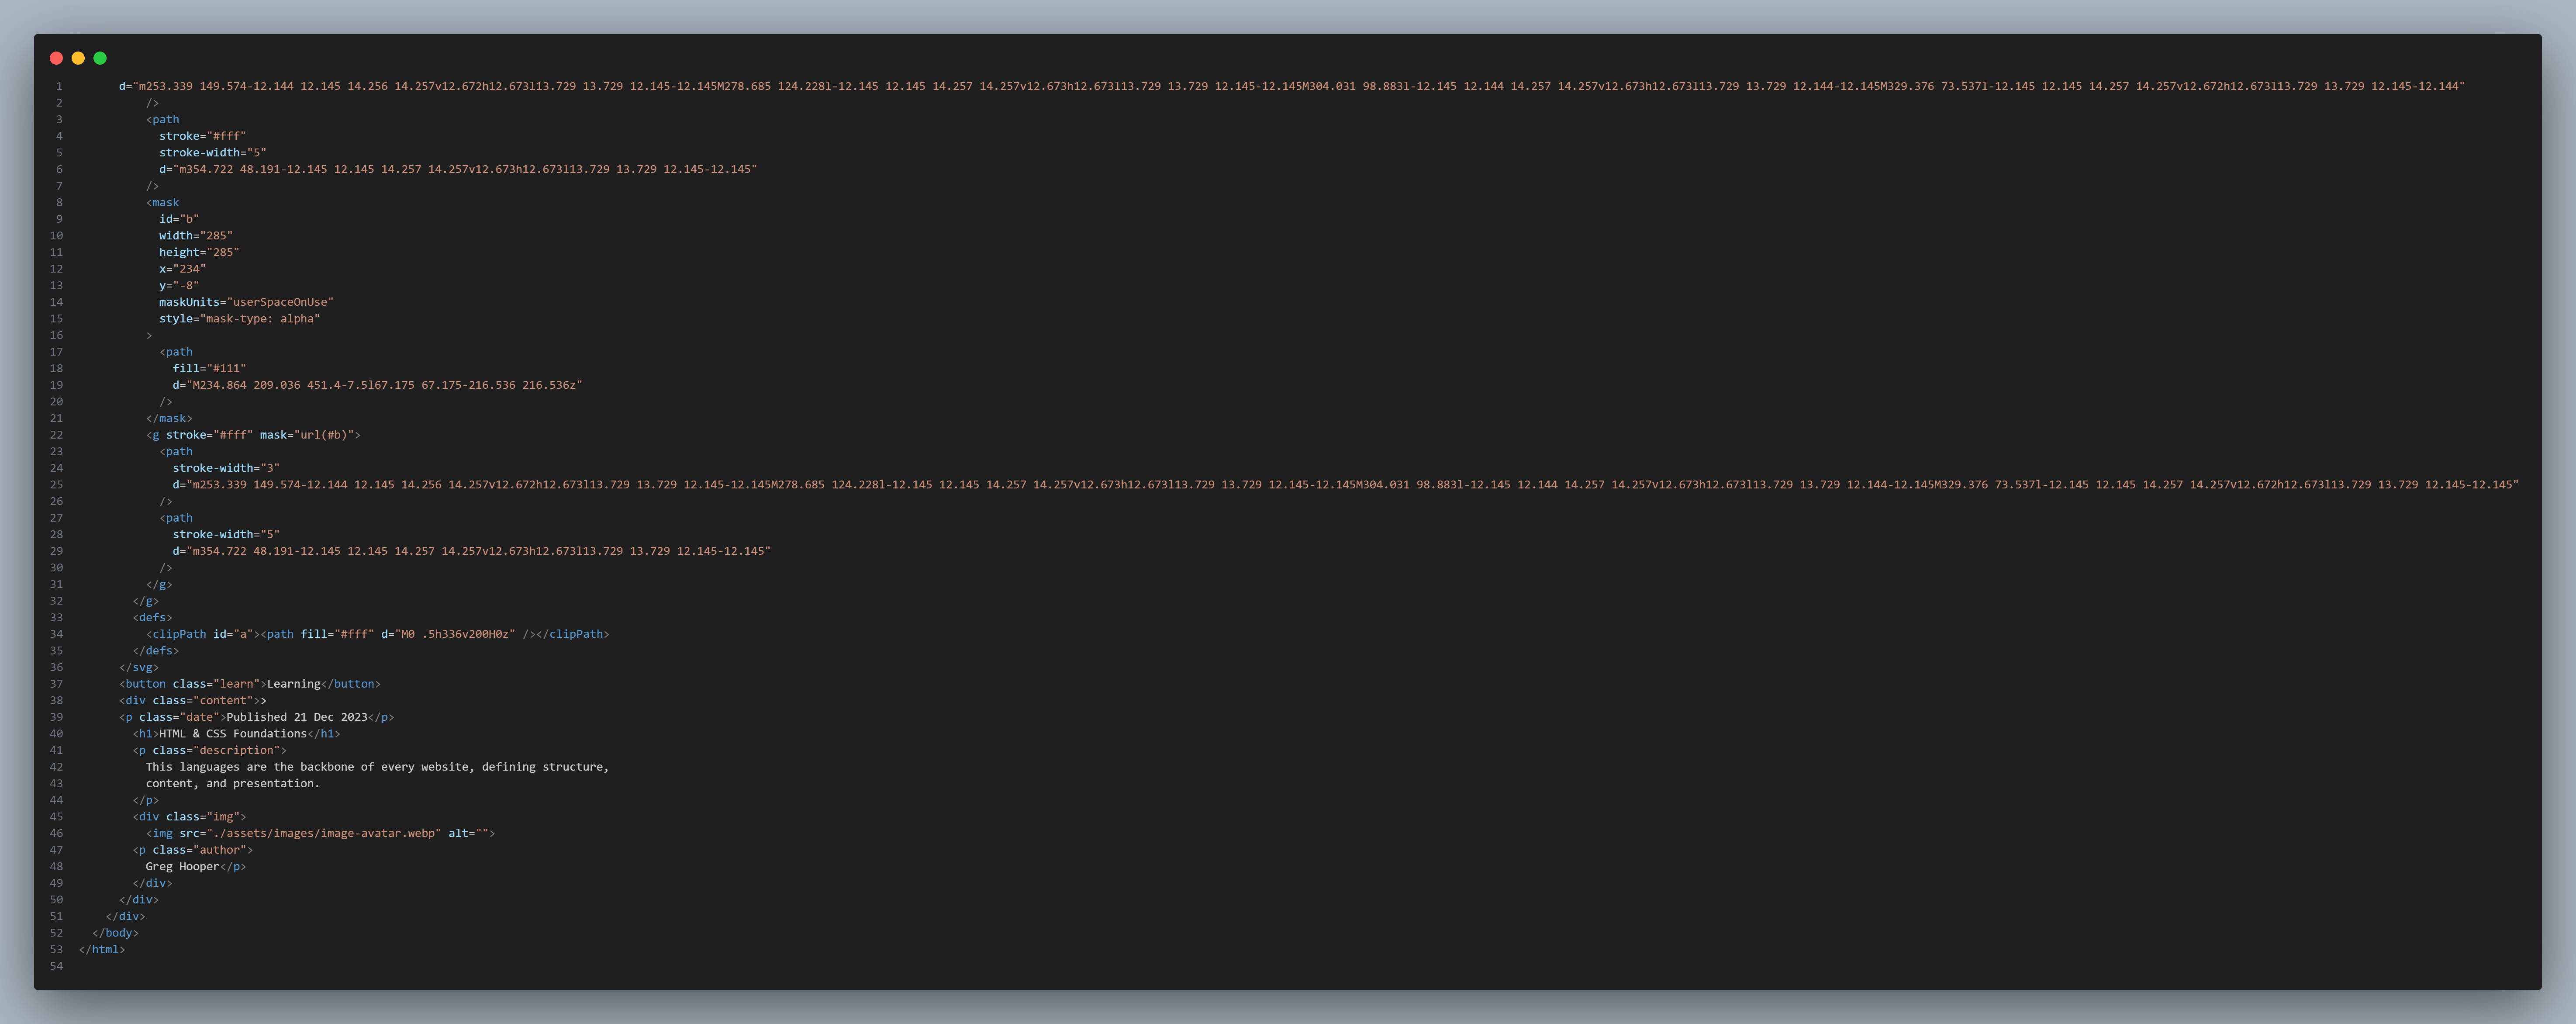 1 d="m253.339 149.574-12.144 12.145 14.256 14.257v12.672h12.673l13.729 13.729 12.145-12.145M278.685 124.228l-12.145 12.145 14.257 14.257v12.673h12.673l13.729 13.729 12.145-12.145M304.031 98.883l-12.145 12.144 14.257 14.257v12.673h12.673l13.729 13.729 12.144-12.145M329.376 73.537l-12.145 12.145 14.257 14.257v12.672h12.673l13.729 13.729 12.145-12.144"
2 />
3 <path
4 stroke="#fff"
5 stroke-width="5"
6 d="m354.722 48.191-12.145 12.145 14.257 14.257v12.673h12.673l13.729 13.729 12.145-12.145"
7 />
8 <mask
9 id="b"
10 width="285"
11 height="285"
12 x="234"
13 y="-8"
14 maskUnits="userSpaceOnUse"
15 style="mask-type: alpha"
16 >
17 <path
18 fill="#111"
19 d="M234.864 209.036 451.4-7.5l67.175 67.175-216.536 216.536z"
20 />
21 </mask>
22 <g stroke="#fff" mask="url(#b)">
23 <path
24 stroke-width="3"
25 d="m253.339 149.574-12.144 12.145 14.256 14.257v12.672h12.673l13.729 13.729 12.145-12.145M278.685 124.228l-12.145 12.145 14.257 14.257v12.673h12.673l13.729 13.729 12.145-12.145M304.031 98.883l-12.145 12.144 14.257 14.257v12.673h12.673l13.729 13.729 12.144-12.145M329.376 73.537l-12.145 12.145 14.257 14.257v12.672h12.673l13.729 13.729 12.145-12.145"
26 />
27 <path
28 stroke-width="5"
29 d="m354.722 48.191-12.145 12.145 14.257 14.257v12.673h12.673l13.729 13.729 12.145-12.145"
30 />
31 </g>
32 </g>
33 <defs>
34 <clipPath id="a"><path fill="#fff" d="M0 .5h336v200H0z" /></clipPath>
35 </defs>
36 </svg>
37 <button class="learn">Learning</button>
38 <div class="content">>
39 <p class="date">Published 21 Dec 2023</p>
40 <h1>HTML & CSS Foundations</h1>
41 <p class="description">
42 This languages are the backbone of every website, defining structure,
43 content, and presentation.
44 </p>
45 <div class="img">
46 <img src="./assets/images/image-avatar.webp" alt="">
47 <p class="author">
48 Greg Hooper</p>
49 </div>
50 </div>
51 </div>
52 </body>
53 </html>
54